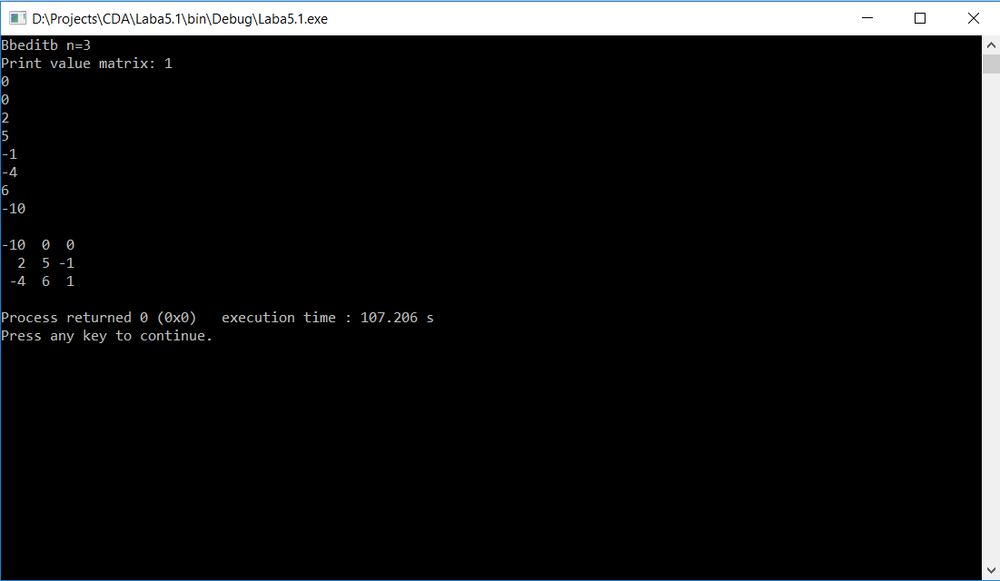 D:\Projects\CDA\Laba5.1\bin\Debug\Laba5.1.exe
Bbeditb n=3
Print value matrix: 1
0
0
2
5
-1
-4
6
-10

-10  0  0
  2  5 -1
 -4  6  1

Process returned 0 (0x0)   execution time : 107.206 s
Press any key to continue.